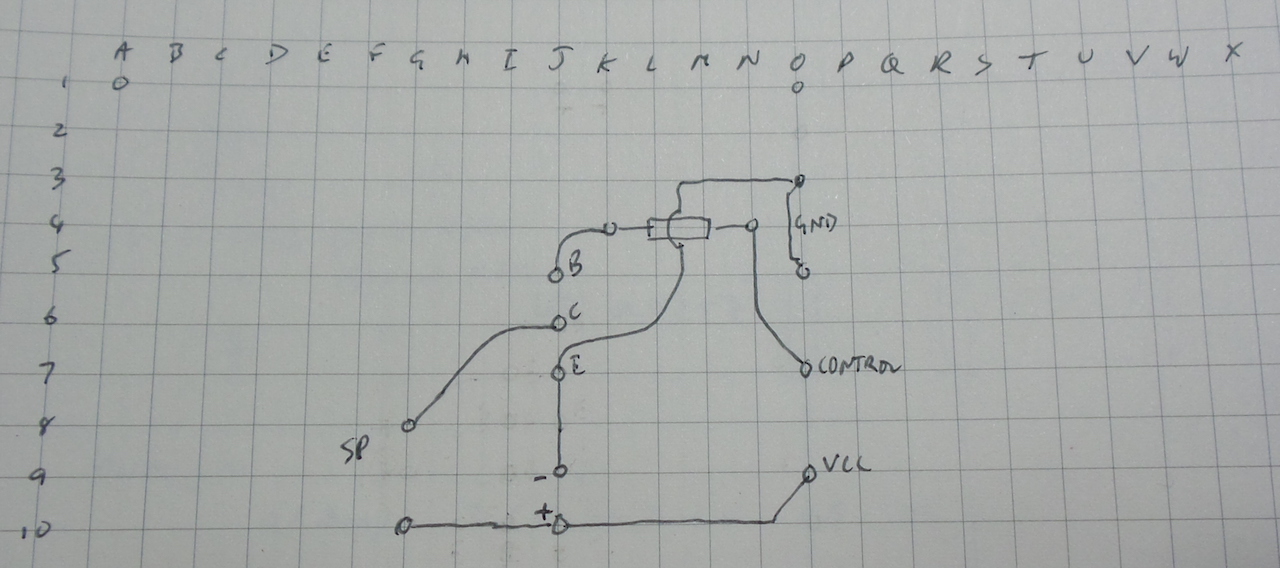 A B C D E F G H I J K L M N O P Q R S T U V W X
1
2
3
4 GND
5 B
6 C
7 E CONTROL
8
SP
9 - VCC
10 +